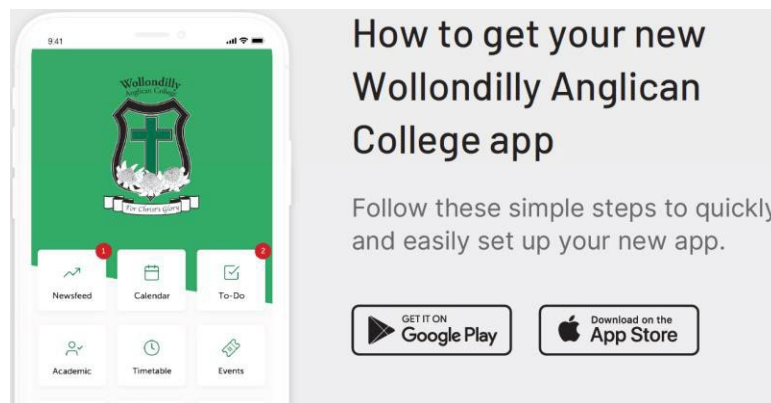 9:41
Wollondilly
Anglican College
For Christ's Glory
1
2
Newsfeed
Calendar
To-Do
Academic
Timetable
Events
How to get your new
Wollondilly Anglican
College app
Follow these simple steps to quickly
and easily set up your new app.
GET IT ON
Google Play
Download on the
App Store